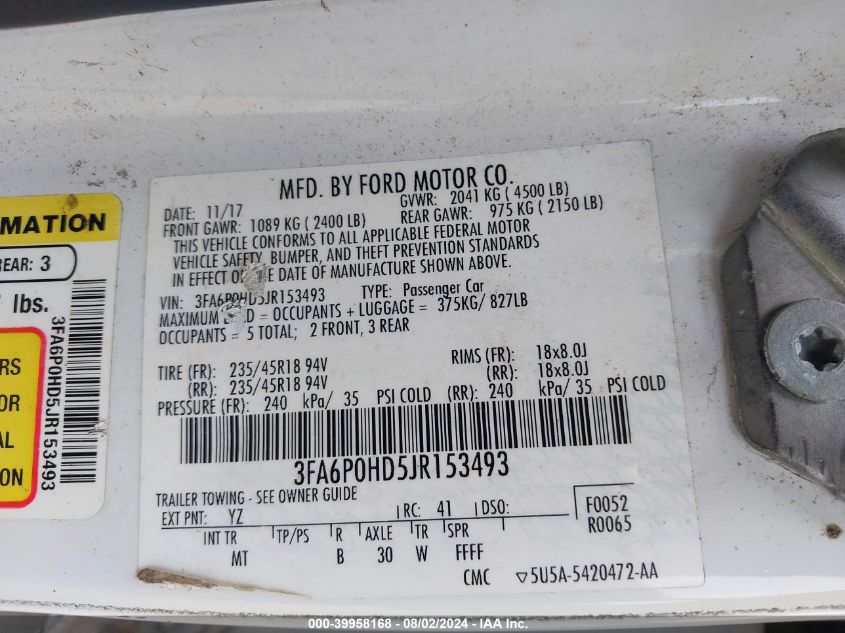 MFD. BY FORD MOTOR CO.
DATE: 11/17 GVWR: 2041 KG ( 4500 LB)
FRONT GAWR: 1089 KG ( 2400 LB) REAR GAWR: 975 KG ( 2150 LB)
THIS VEHICLE CONFORMS TO ALL APPLICABLE FEDERAL MOTOR
VEHICLE SAFETY, BUMPER, AND THEFT PREVENTION STANDARDS
IN EFFECT ON THE DATE OF MANUFACTURE SHOWN ABOVE.
VIN: 3FA6P0HD5JR153493 TYPE: Passenger Car
MAXIMUM LOAD = OCCUPANTS + LUGGAGE = 375KG/ 827LB
OCCUPANTS = 5 TOTAL; 2 FRONT, 3 REAR
TIRE (FR): 235/45R18 94V RIMS (FR): 18x8.0J
(RR): 235/45R18 94V (RR): 18x8.0J
PRESSURE (FR): 240 kPa/ 35 PSI COLD (RR): 240 kPa/ 35 PSI COLD
3FA6P0HD5JR153493
TRAILER TOWING - SEE OWNER GUIDE
EXT PNT: YZ RC: 41 DSO: F0052
R0065
INT TR TP/PS R AXLE TR SPR
MT B 30 W FFFF
CMC ▽5U5A-5420472-AA
MATION
REAR: 3
lbs.
3FA6P0HD5JR153493
RS
OR
AL
ON
000-39958168 - 08/02/2024 - IAA Inc.